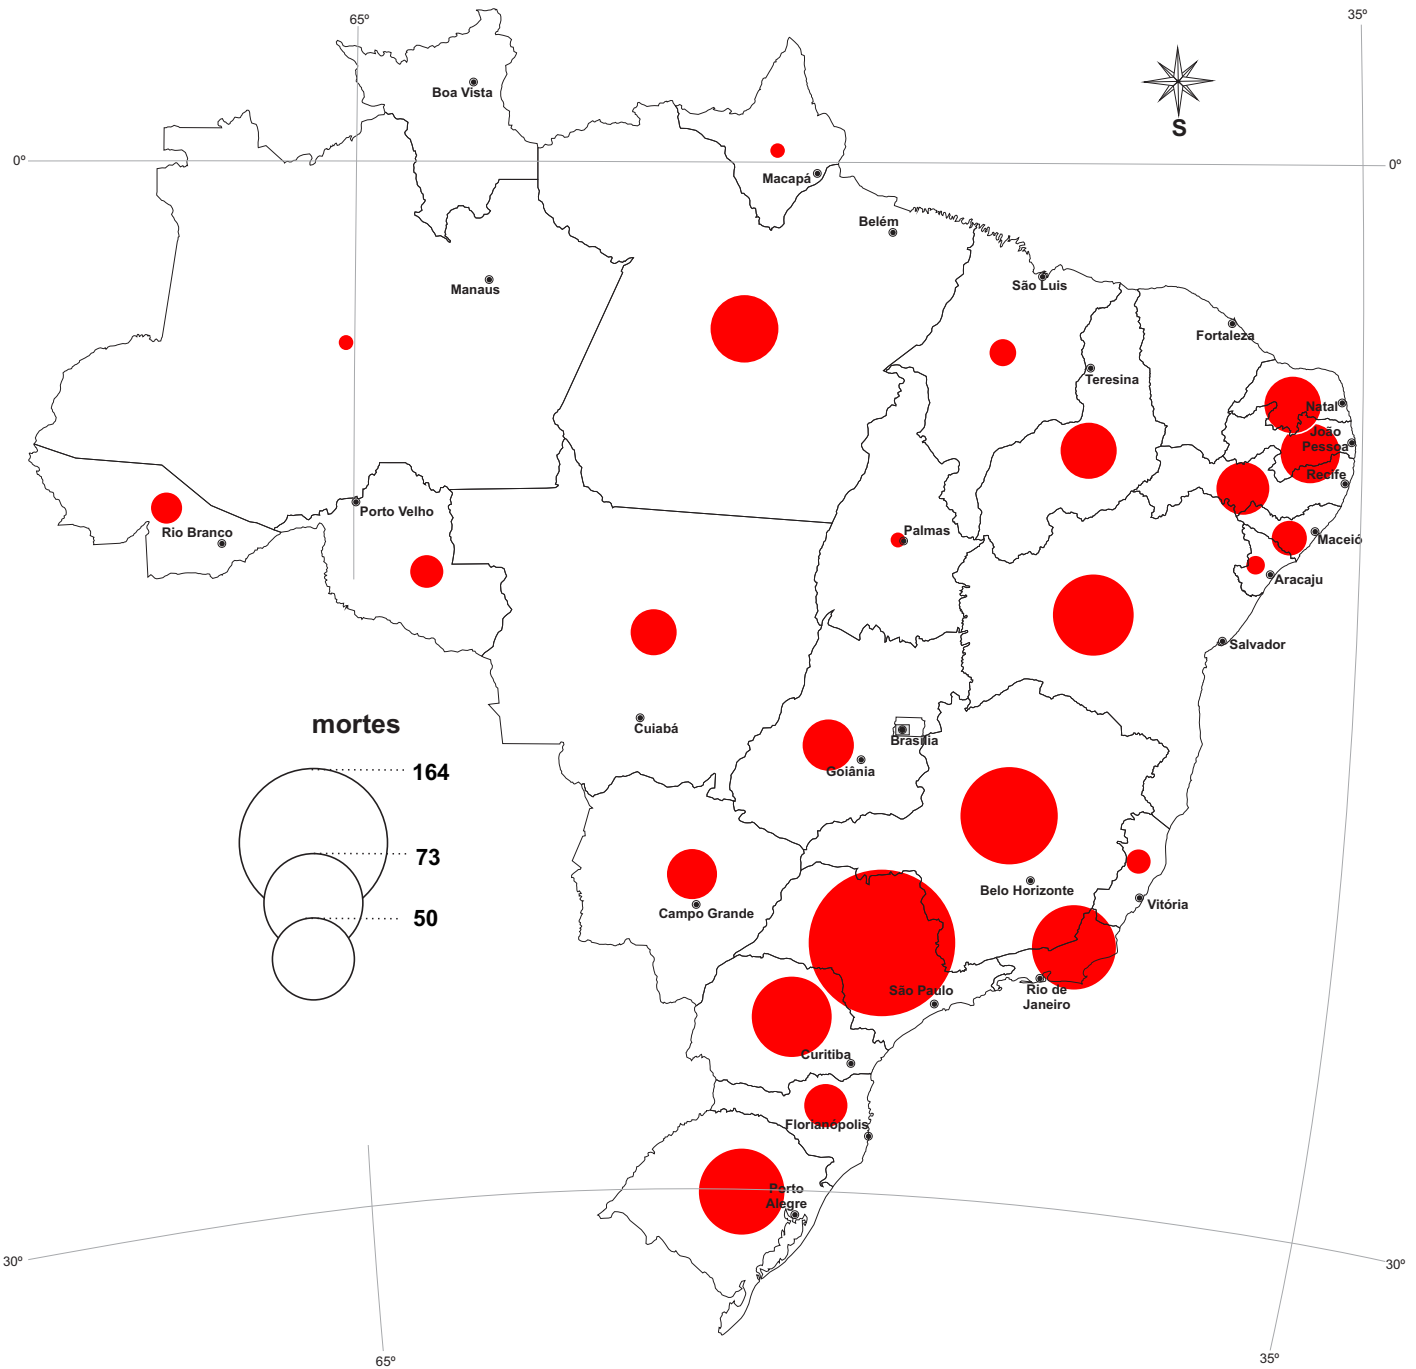 65º
35º
Boa Vista
S
0º
0º
Macapá
Belém
Manaus
São Luis
Fortaleza
Teresina
Natal
João
Pessoa
Recife
Porto Velho
Rio Branco
Palmas
Maceió
Aracaju
Salvador
mortes
164
73
50
Cuiabá
Brasília
Goiânia
Belo Horizonte
Campo Grande
Vitória
São Paulo
Rio de
Janeiro
Curitiba
Florianópolis
Porto
Alegre
30º
30º
65º
35º